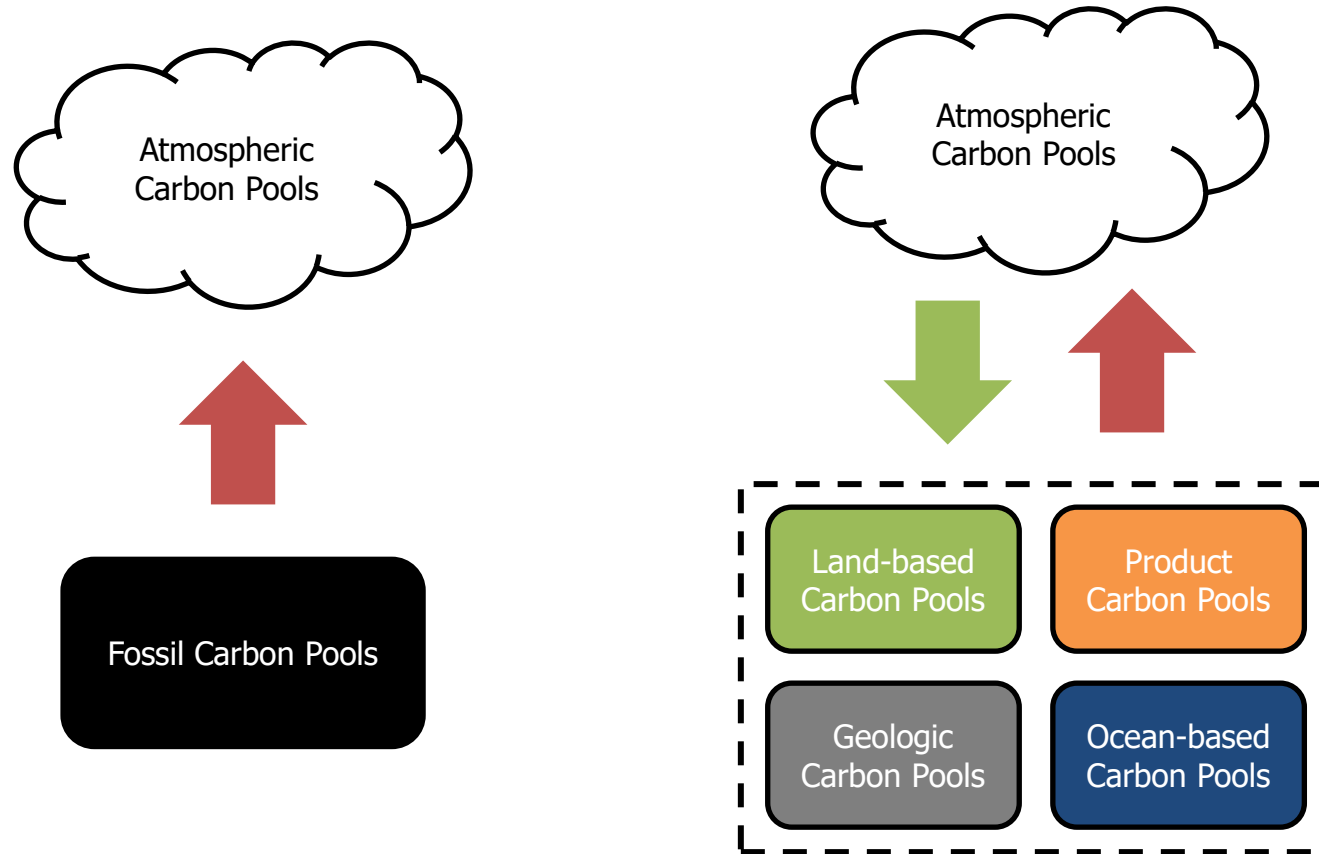 Atmospheric
Carbon Pools
Fossil Carbon Pools
Atmospheric
Carbon Pools
Land-based
Carbon Pools
Product
Carbon Pools
Geologic
Carbon Pools
Ocean-based
Carbon Pools